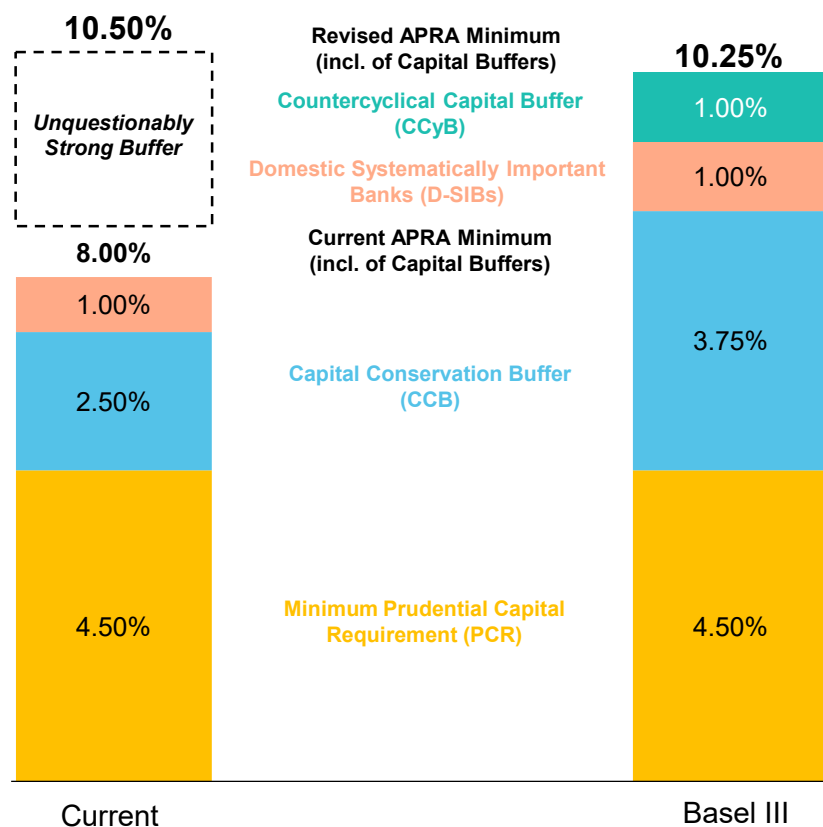 10.50%
Unquestionably
Strong Buffer
8.00%
1.00%
2.50%
4.50%
Current
Revised APRA Minimum
(incl. of Capital Buffers)
Countercyclical Capital Buffer
(CCyB)
Domestic Systematically Important
Banks (D-SIBs)
Current APRA Minimum
(incl. of Capital Buffers)
Capital Conservation Buffer
(CCB)
Minimum Prudential Capital
Requirement (PCR)
10.25%
1.00%
1.00%
3.75%
4.50%
Basel III